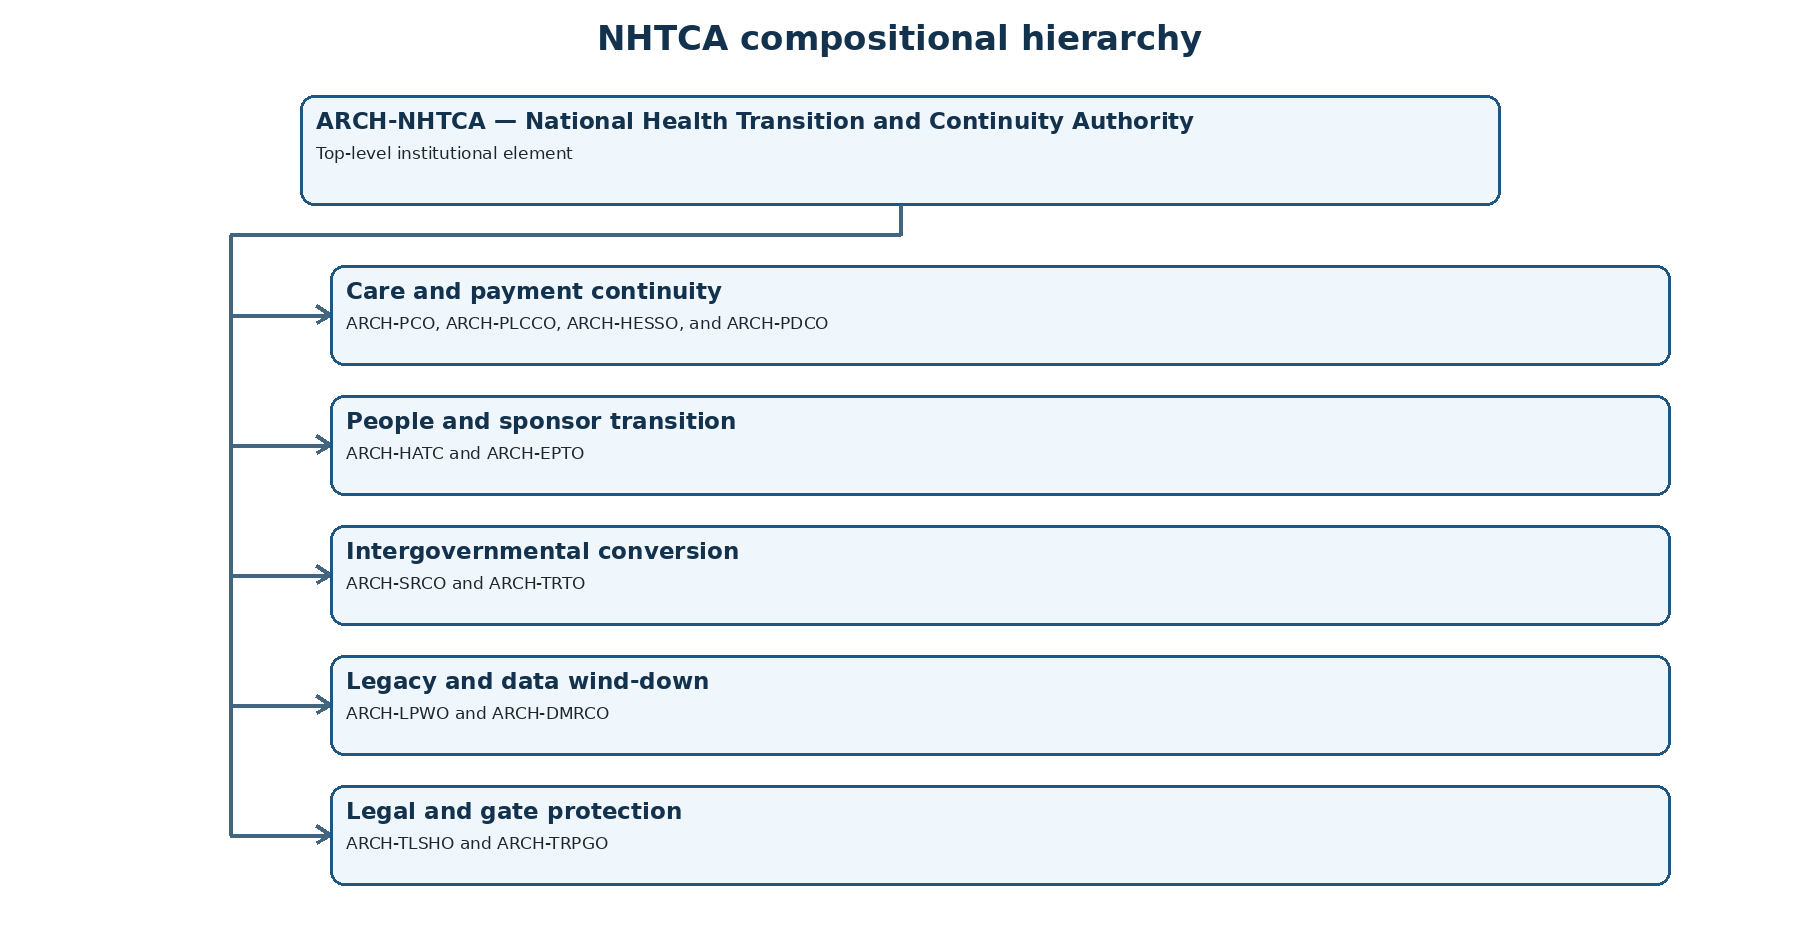 NHTCA compositional hierarchy
ARCH-NHTCA — National Health Transition and Continuity Authority
Top-level institutional element
Care and payment continuity
ARCH-PCO, ARCH-PLCCO, ARCH-HESSO, and ARCH-PDCO
People and sponsor transition
ARCH-HATC and ARCH-EPTO
Intergovernmental conversion
ARCH-SRCO and ARCH-TRTO
Legacy and data wind-down
ARCH-LPWO and ARCH-DMRCO
Legal and gate protection
ARCH-TLSHO and ARCH-TRPGO